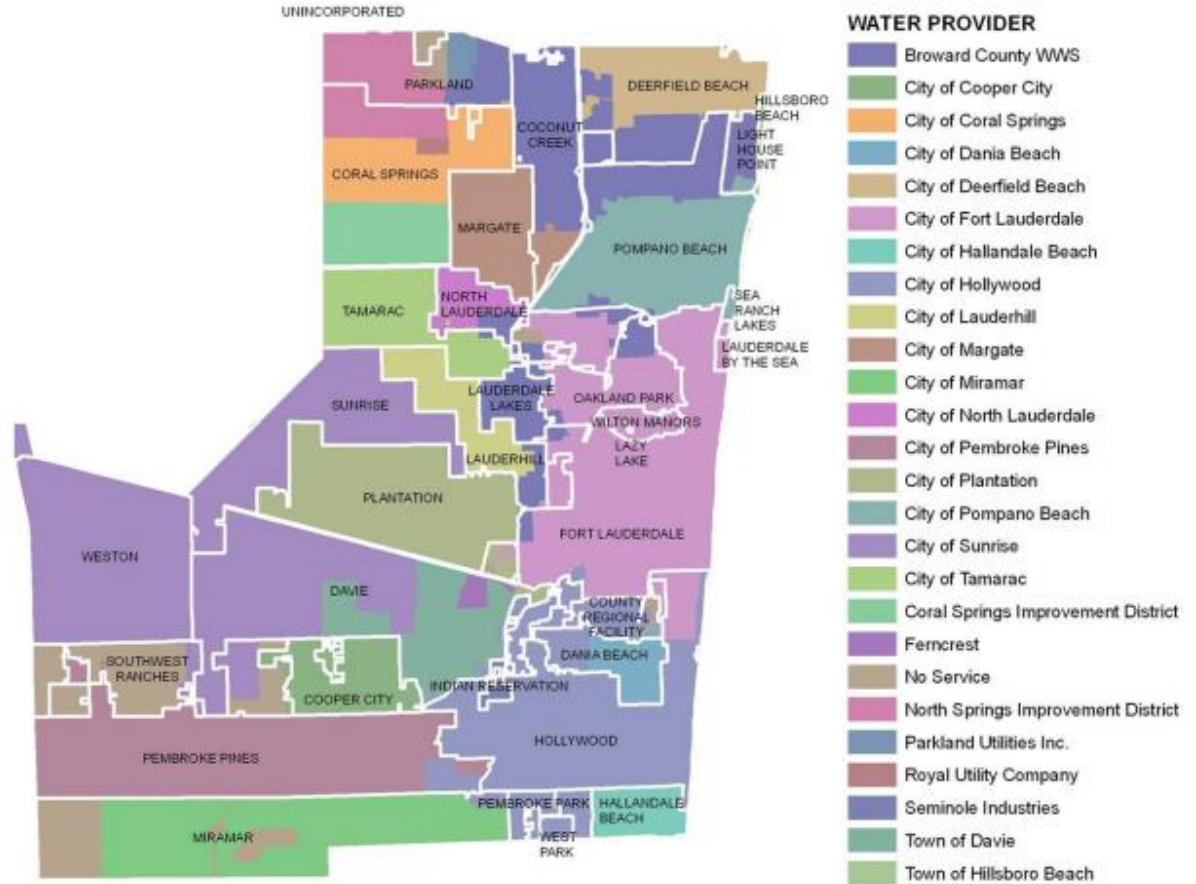 UNINCORPORATED
PARKLAND
DEERFIELD BEACH
HILLSBORO
BEACH
COCONUT
CREEK
LIGHT
HOUSE
POINT
CORAL SPRINGS
MARGATE
POMPANO BEACH
TAMARAC
NORTH
LAUDERDALE
SEA
RANCH
LAKES
LAUDERDALE
BY THE SEA
SUNRISE
LAUDERDALE
LAKES
OAKLAND PARK
WILTON MANORS
LAZY
LAKE
LAUDERHILL
PLANTATION
FORT LAUDERDALE
WESTON
DAVIE
COUNTY
REGIONAL
FACILITY
DANIA BEACH
SOUTHWEST
RANCHES
INDIAN RESERVATION
COOPER CITY
HOLLYWOOD
PEMBROKE PINES
PEMBROKE PARK
HALLANDALE
BEACH
MIRAMAR
WEST
PARK
WATER PROVIDER
Broward County WWS
City of Cooper City
City of Coral Springs
City of Dania Beach
City of Deerfield Beach
City of Fort Lauderdale
City of Hallandale Beach
City of Hollywood
City of Lauderhill
City of Margate
City of Miramar
City of North Lauderdale
City of Pembroke Pines
City of Plantation
City of Pompano Beach
City of Sunrise
City of Tamarac
Coral Springs Improvement District
Ferncrest
No Service
North Springs Improvement District
Parkland Utilities Inc.
Royal Utility Company
Seminole Industries
Town of Davie
Town of Hillsboro Beach